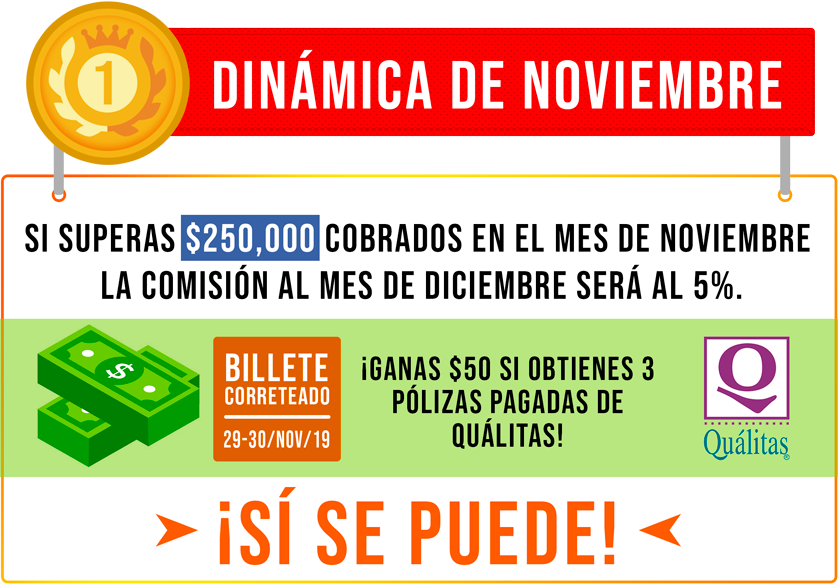 1
DINÁMICA DE NOVIEMBRE
SI SUPERAS $250,000 COBRADOS EN EL MES DE NOVIEMBRE
LA COMISIÓN AL MES DE DICIEMBRE SERÁ AL 5%.
$
BILLETE
CORRETEADO
29-30/NOV/19
¡GANAS $50 SI OBTIENES 3
PÓLIZAS PAGADAS DE
QUÁLITAS!
Q
Quálitas®
¡SÍ SE PUEDE!